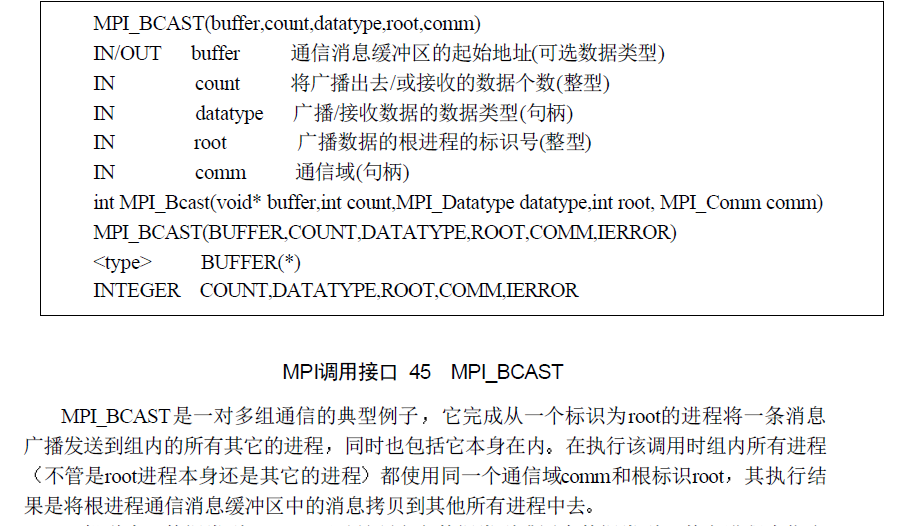 MPI_BCAST(buffer,count,datatype,root,comm)
IN/OUT buffer 通信消息缓冲区的起始地址(可选数据类型)
IN count 将广播出去/或接收的数据个数(整型)
IN datatype 广播/接收数据的数据类型(句柄)
IN root 广播数据的根进程的标识号(整型)
IN comm 通信域(句柄)
int MPI_Bcast(void* buffer,int count,MPI_Datatype datatype,int root, MPI_Comm comm)
MPI_BCAST(BUFFER,COUNT,DATATYPE,ROOT,COMM,IERROR)
<type> BUFFER(*)
INTEGER COUNT,DATATYPE,ROOT,COMM,IERROR
MPI调用接口 45 MPI_BCAST
MPI_BCAST是一对多组通信的典型例子，它完成从一个标识为root的进程将一条消息
广播发送到组内的所有其它的进程，同时也包括它本身在内。在执行该调用时组内所有进程
（不管是root进程本身还是其它的进程）都使用同一个通信域comm和根标识root，其执行结
果是将根进程通信消息缓冲区中的消息拷贝到其他所有进程中去。